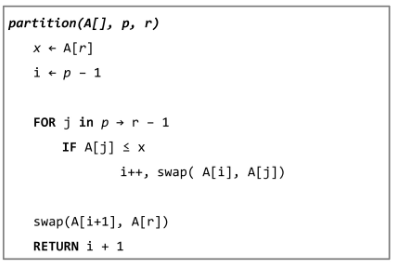 partition(A[], p, r)
x ← A[r]
i ← p - 1
FOR j in p → r - 1
IF A[j] ≤ x
i++, swap( A[i], A[j])
swap(A[i+1], A[r])
RETURN i + 1